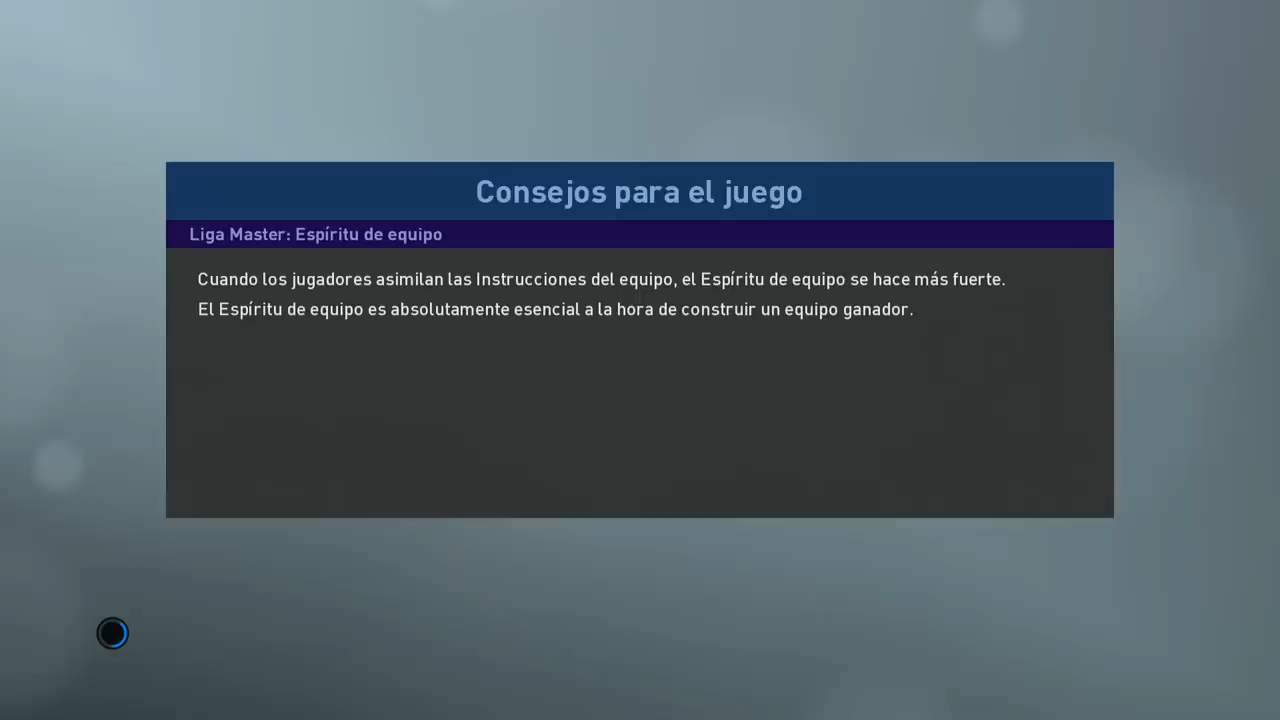 Consejos para el juego
Liga Master: Espíritu de equipo
Cuando los jugadores asimilan las Instrucciones del equipo, el Espíritu de equipo se hace más fuerte.
El Espíritu de equipo es absolutamente esencial a la hora de construir un equipo ganador.